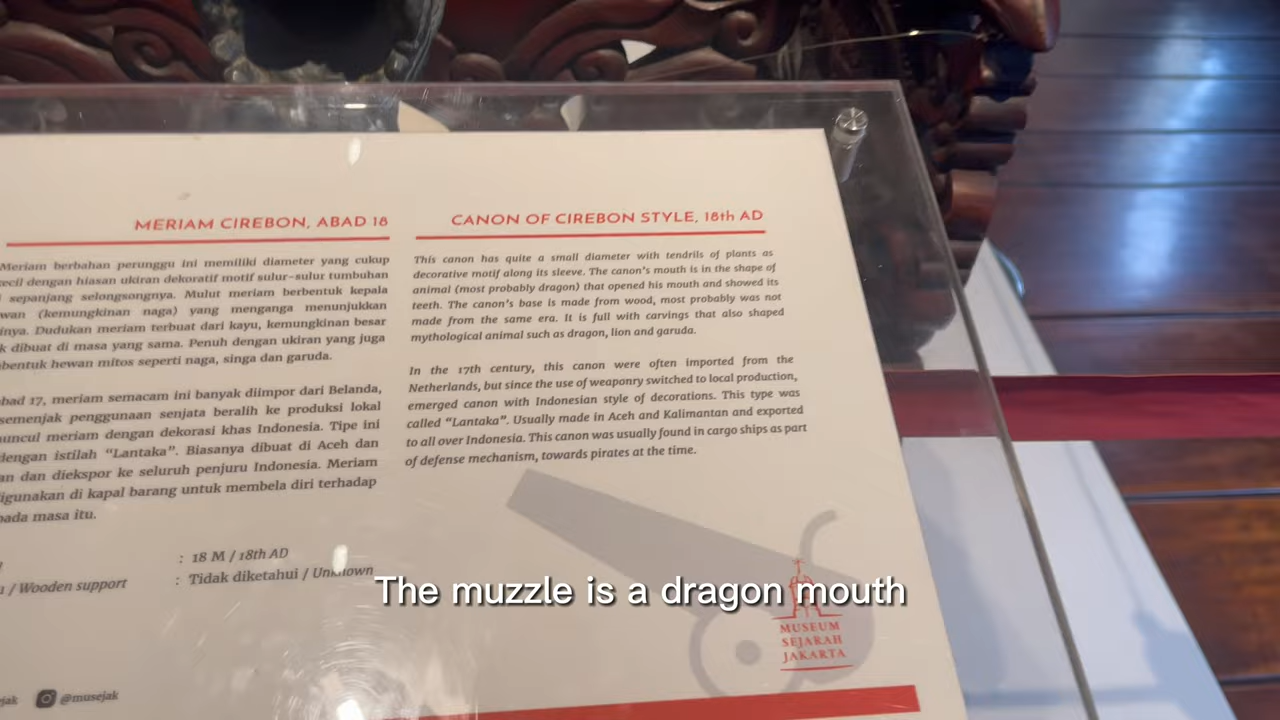 MERIAM CIREBON, ABAD 18
Meriam berbahan perunggu ini memiliki diameter yang cukup
kecil dengan hiasan ukiran dekoratif motif sulur-sulur tumbuhan
sepanjang selongsongnya. Mulut meriam berbentuk kepala
(kemungkinan naga) yang menganga menunjukkan
Dudukan meriam terbuat dari kayu, kemungkinan besar
dibuat di masa yang sama. Penuh dengan ukiran yang juga
hewan mitos seperti naga, singa dan garuda.
abad 17, meriam semacam ini banyak diimpor dari Belanda,
semenjak penggunaan senjata beralih ke produksi lokal
muncul meriam dengan dekorasi khas Indonesia. Tipe ini
dengan istilah “Lantaka”. Biasanya dibuat di Aceh dan
dan diekspor ke seluruh penjuru Indonesia. Meriam
digunakan di kapal barang untuk membela diri terhadap
pada masa itu.
: 18 M / 18th AD
/ Wooden support : Tidak diketahui / Unknown
@musejak
CANON OF CIREBON STYLE, 18th AD
This canon has quite a small diameter with tendrils of plants as
decorative motif along its sleeve. The canon's mouth is in the shape of
animal (most probably dragon) that opened his mouth and showed its
teeth. The canon's base is made from wood, most probably was not
made from the same era. It is full with carvings that also shaped
mythological animal such as dragon, lion and garuda.
In the 17th century, this canon were often imported from the
Netherlands, but since the use of weaponry switched to local production,
emerged canon with Indonesian style of decorations. This type was
called “Lantaka”. Usually made in Aceh and Kalimantan and exported
to all over Indonesia. This canon was usually found in cargo ships as part
of defense mechanism, towards pirates at the time.
The muzzle is a dragon mouth
MUSEUM
SEJARAH
JAKARTA